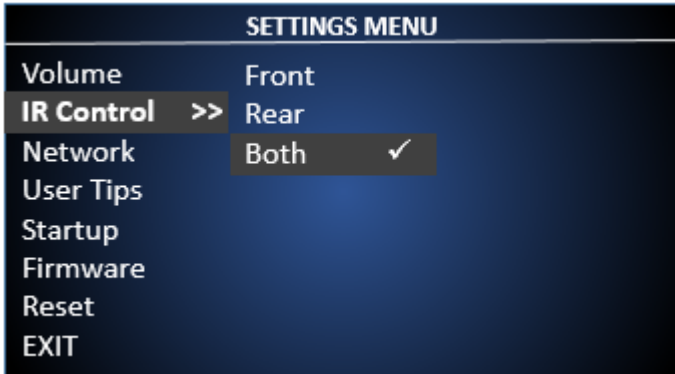 SETTINGS MENU
Volume
IR Control >>
Network
User Tips
Startup
Firmware
Reset
EXIT
Front
Rear
Both ✓